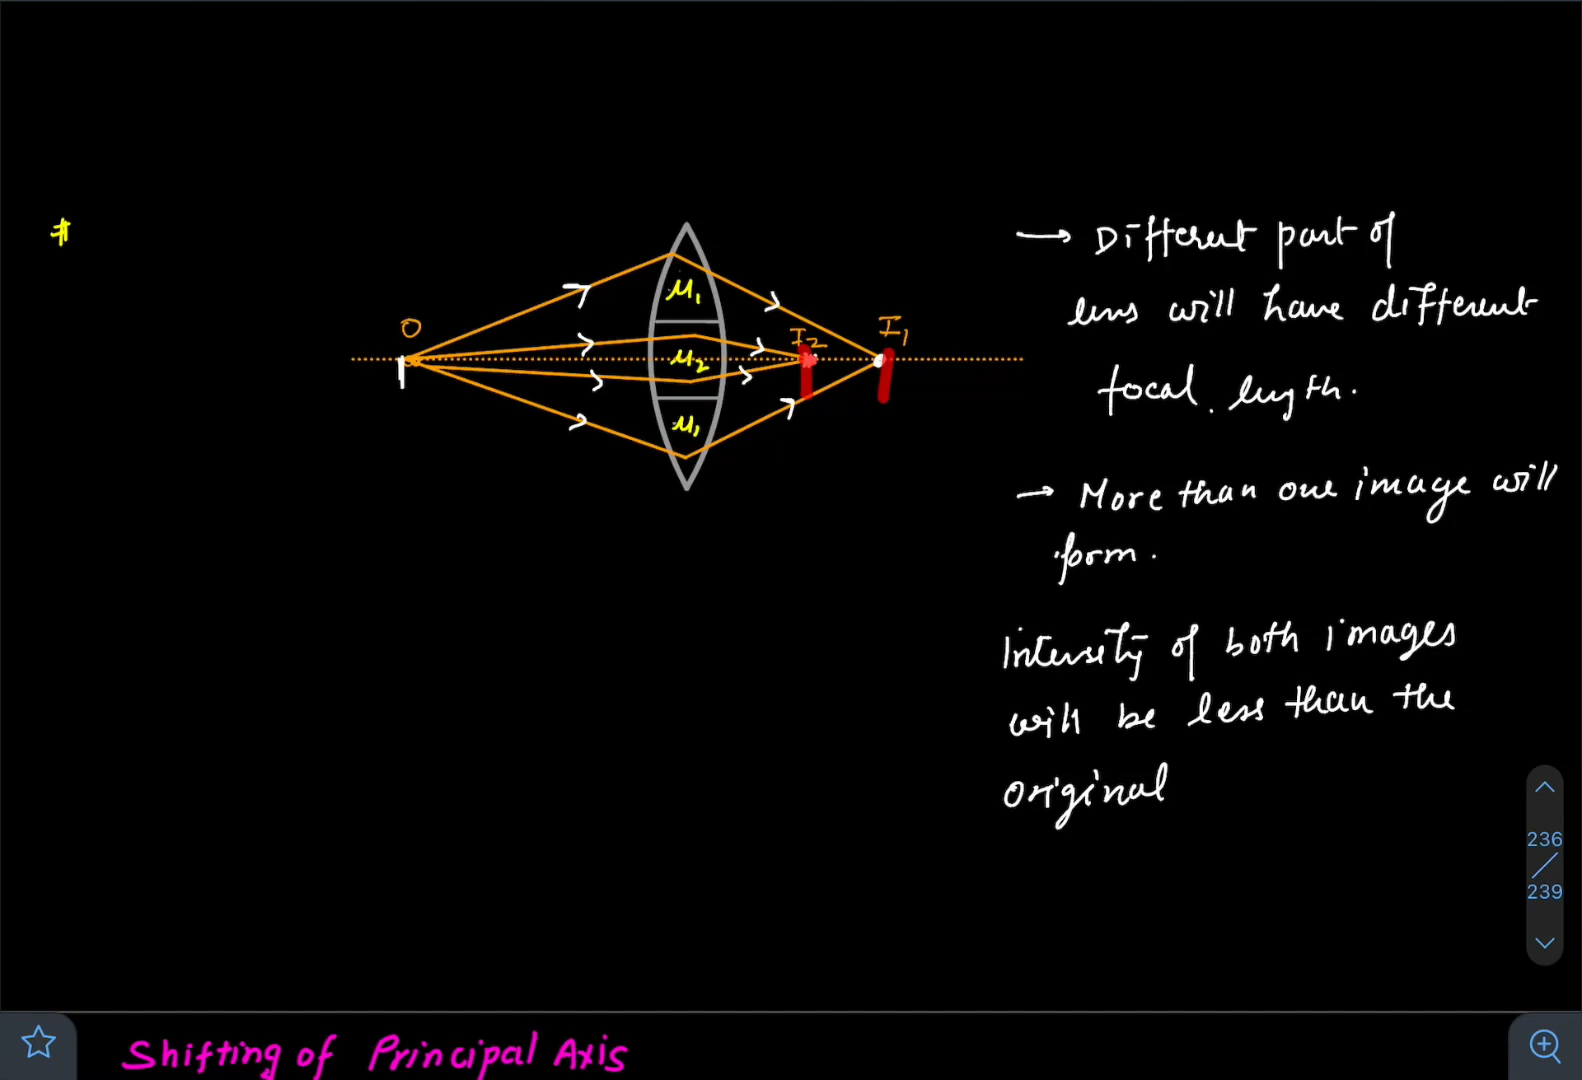 #
→ Different part of
lens will have different
focal length.
→ More than one image will
form.
Intensity of both images
will be less than the
original
O
μ₁
μ₂
μ₁
I₂
I₁
236
239
Shifting of Principal Axis